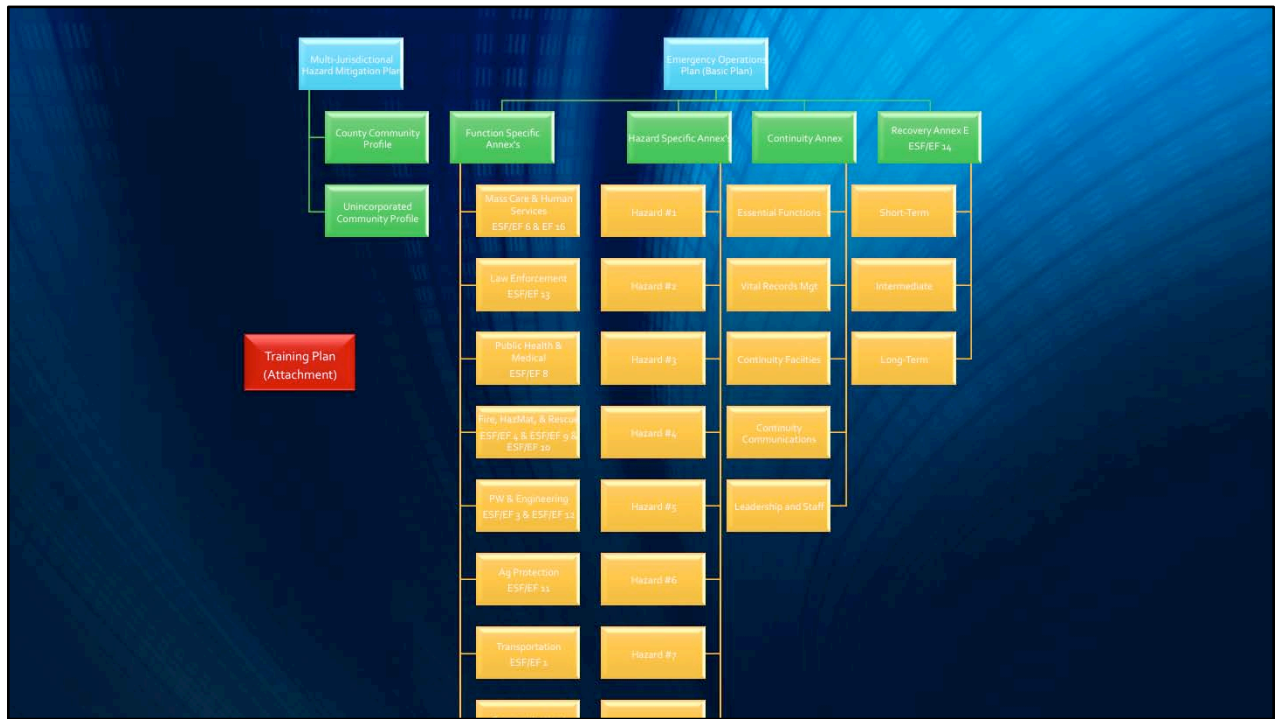 Multi-Jurisdictional
Hazard Mitigation Plan
Emergency Operations
Plan (Basic Plan)
County Community
Profile
Function Specific
Annex's
Hazard Specific Annex's
Continuity Annex
Recovery Annex E
ESF/EF 14
Unincorporated
Community Profile
Mass Care & Human
Services
ESF/EF 6 & EF 16
Hazard #1
Essential Functions
Short-Term
Law Enforcement
ESF/EF 13
Hazard #2
Vital Records Mgt
Intermediate
Training Plan
(Attachment)
Public Health &
Medical
ESF/EF 8
Hazard #3
Continuity Facilties
Long-Term
Fire, HazMat, & Rescue
ESF/EF 4 & ESF/EF 9 &
ESF/EF 10
Hazard #4
Continuity
Communications
PW & Engineering
ESF/EF 3 & ESF/EF 12
Hazard #5
Leadership and Staff
Ag Protection
ESF/EF 11
Hazard #6
Transportation
ESF/EF 1
Hazard #7